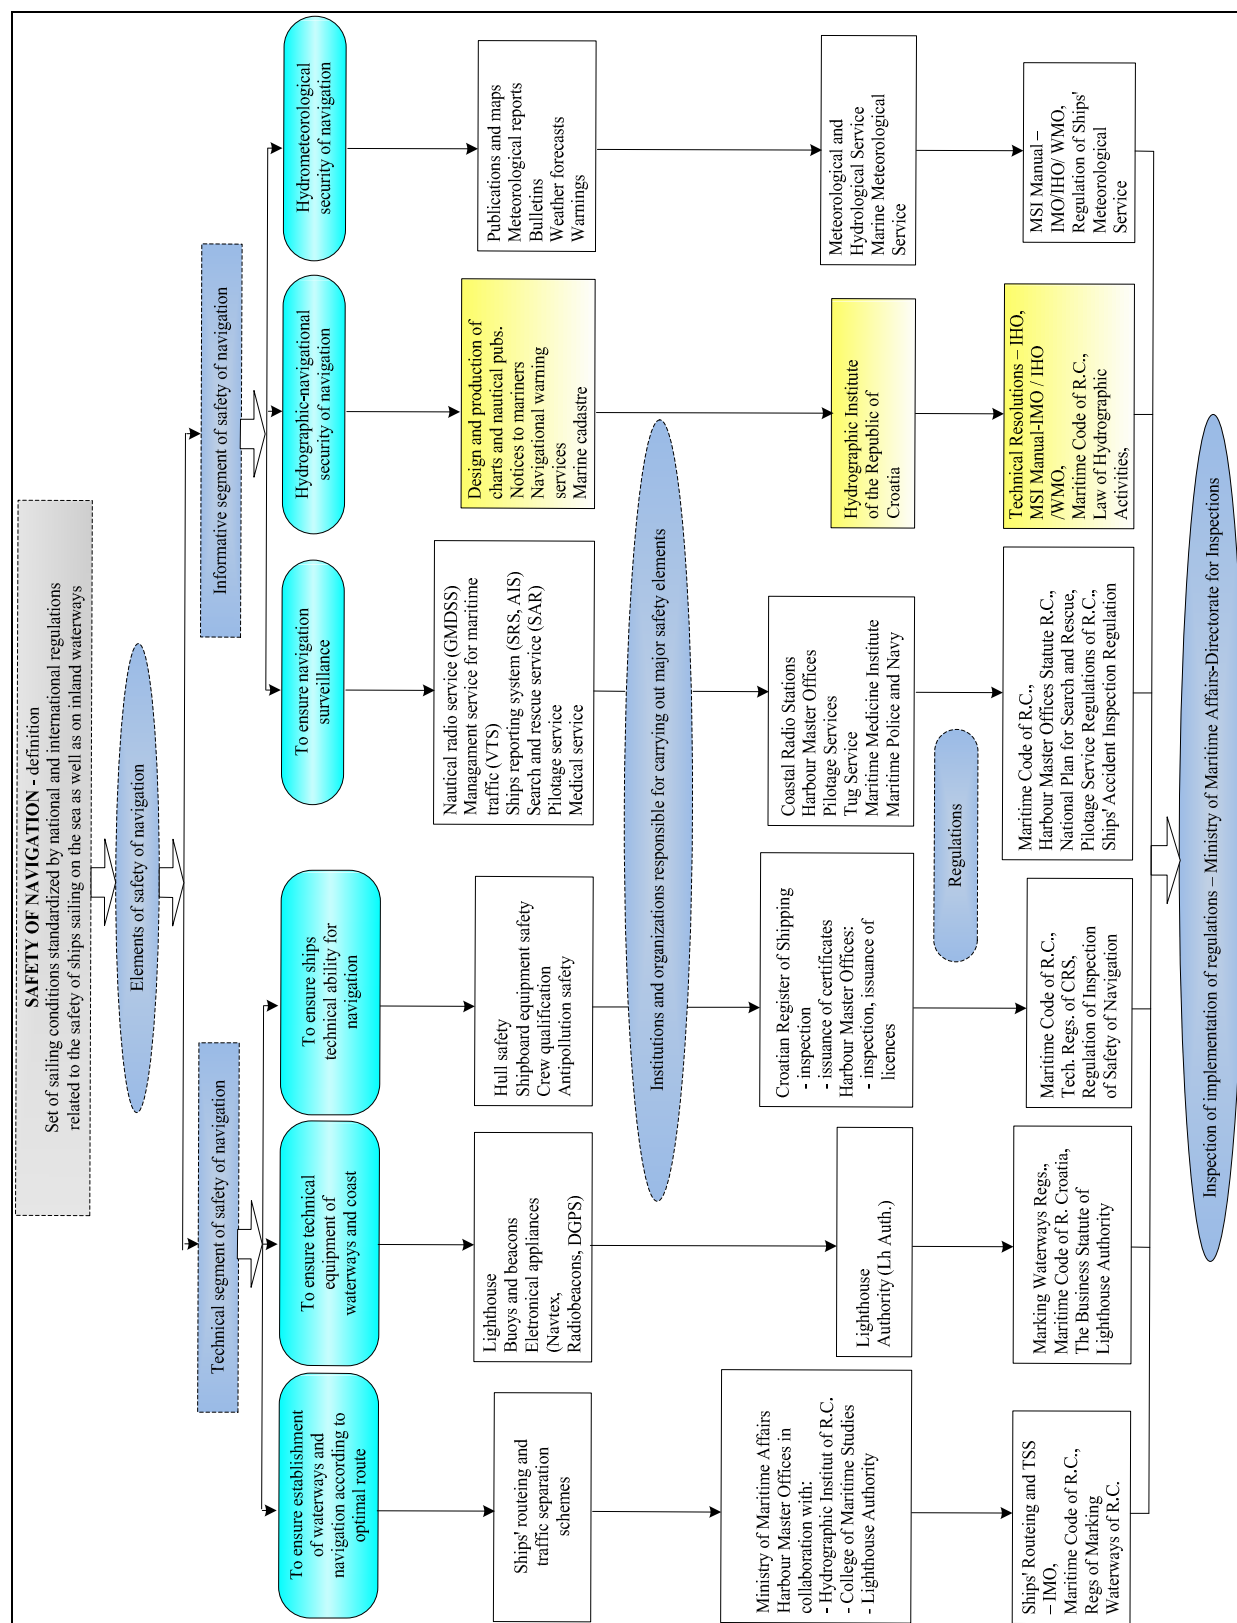 SAFETY OF NAVIGATION - definition
Set of sailing conditions standardized by national and international regulations
related to the safety of ships sailing on the sea as well as on inland waterways
Elements of safety of navigation
Technical segment of safety of navigation
Informative segment of safety of navigation
To ensure establishment
of waterways and
navigation according to
optimal route
To ensure technical
equipment of
waterways and coast
To ensure ships
technical ability for
navigation
To ensure navigation
surveillance
Hydrographic-navigational
security of navigation
Hydrometeorological
security of navigation
Ships' routeing and
traffic separation
schemes
Lighthouse
Buoys and beacons
Eletronical appliances
(Navtex,
Radiobeacons, DGPS)
Hull safety
Shipboard equipment safety
Crew qualification
Antipollution safety
Nautical radio service (GMDSS)
Managament service for maritime
traffic (VTS)
Ships reporting system (SRS, AIS)
Search and rescue service (SAR)
Pilotage service
Medical service
Design and production of
charts and nautical pubs.
Notices to mariners
Navigational warning
services
Marine cadastre
Publications and maps
Meteorological reports
Bulletins
Weather forecasts
Warnings
Institutions and organizations responsible for carrying out major safety elements
Ministry of Maritime Affairs
Harbour Master Offices in
collaboration with:
- Hydrographic Institut of R.C.
- College of Maritime Studies
- Lighthouse Authority
Lighthouse
Authority (Lh Auth.)
Croatian Register of Shipping
- inspection
- issuance of certificates
Harbour Master Offices:
- inspection, issuance of
licences
Coastal Radio Stations
Harbour Master Offices
Pilotage Services
Tug Service
Maritime Medicine Institute
Maritime Police and Navy
Hydrographic Institute
of the Republic of
Croatia
Meteorological and
Hydrological Service
Marine Meteorological
Service
Regulations
Ships' Routeing and TSS
– IMO,
Maritime Code of R.C.,
Regs of Marking
Waterways of R.C.
Marking Waterways Regs.,
Maritime Code of R. Croatia,
The Business Statute of
Lighthouse Authority
Maritime Code of R.C.,
Tech. Regs. of CRS,
Regulation of Inspection
of Safety of Navigation
Maritime Code of R.C.,
Harbour Master Offices Statute R.C.,
National Plan for Search and Rescue,
Pilotage Service Regulations of R.C.,
Ships' Accident Inspection Regulation
Technical Resolutions – IHO,
MSI Manual-IMO / IHO
/WMO,
Maritime Code of R.C.,
Law of Hydrographic
Activities,
MSI Manual –
IMO/IHO/ WMO,
Regulation of Ships'
Meteorological
Service
Inspection of implementation of regulations – Ministry of Maritime Affairs-Directorate for Inspections